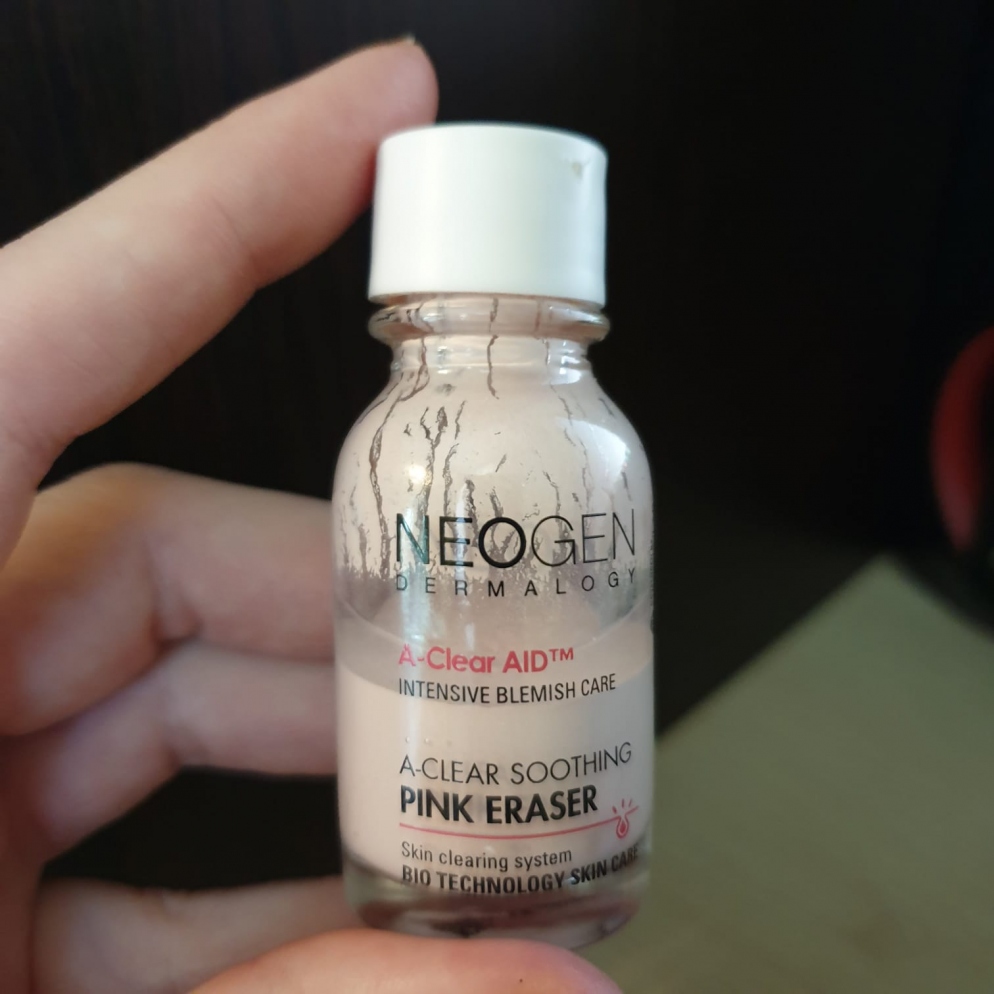 NEOGEN
DERMALOGY
A-Clear AID™
INTENSIVE BLEMISH CARE
A-CLEAR SOOTHING
PINK ERASER
Skin clearing system
BIO TECHNOLOGY SKIN CARE